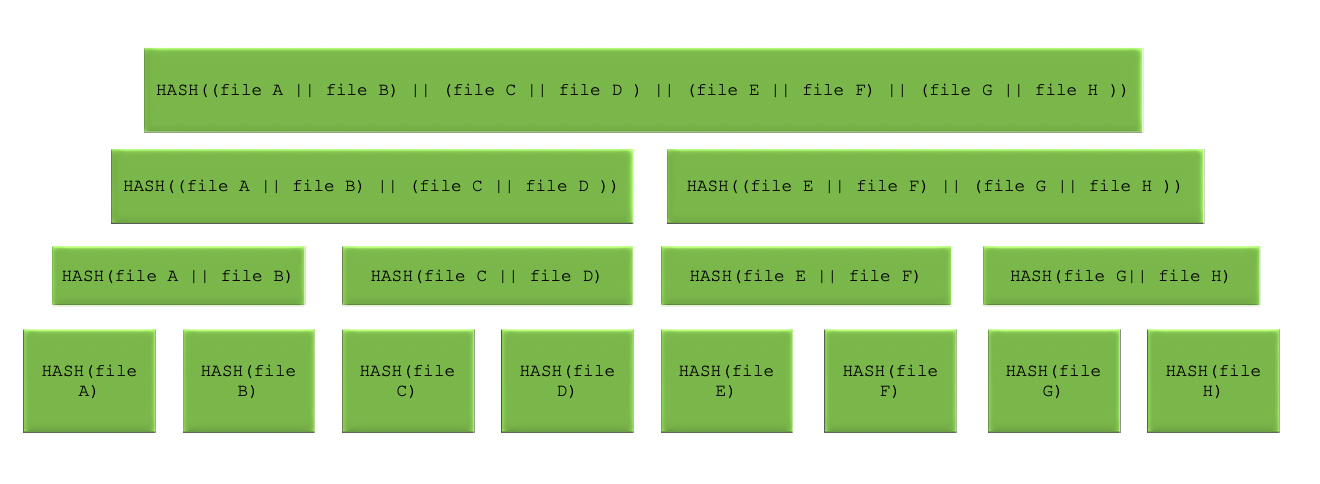 HASH((file A || file B) || (file C || file D ) || (file E || file F) || (file G || file H ))
HASH((file A || file B) || (file C || file D ))
HASH((file E || file F) || (file G || file H ))
HASH(file A || file B)
HASH(file C || file D)
HASH(file E || file F)
HASH(file G|| file H)
HASH(file
A)
HASH(file
B)
HASH(file
C)
HASH(file
D)
HASH(file
E)
HASH(file
F)
HASH(file
G)
HASH(file
H)